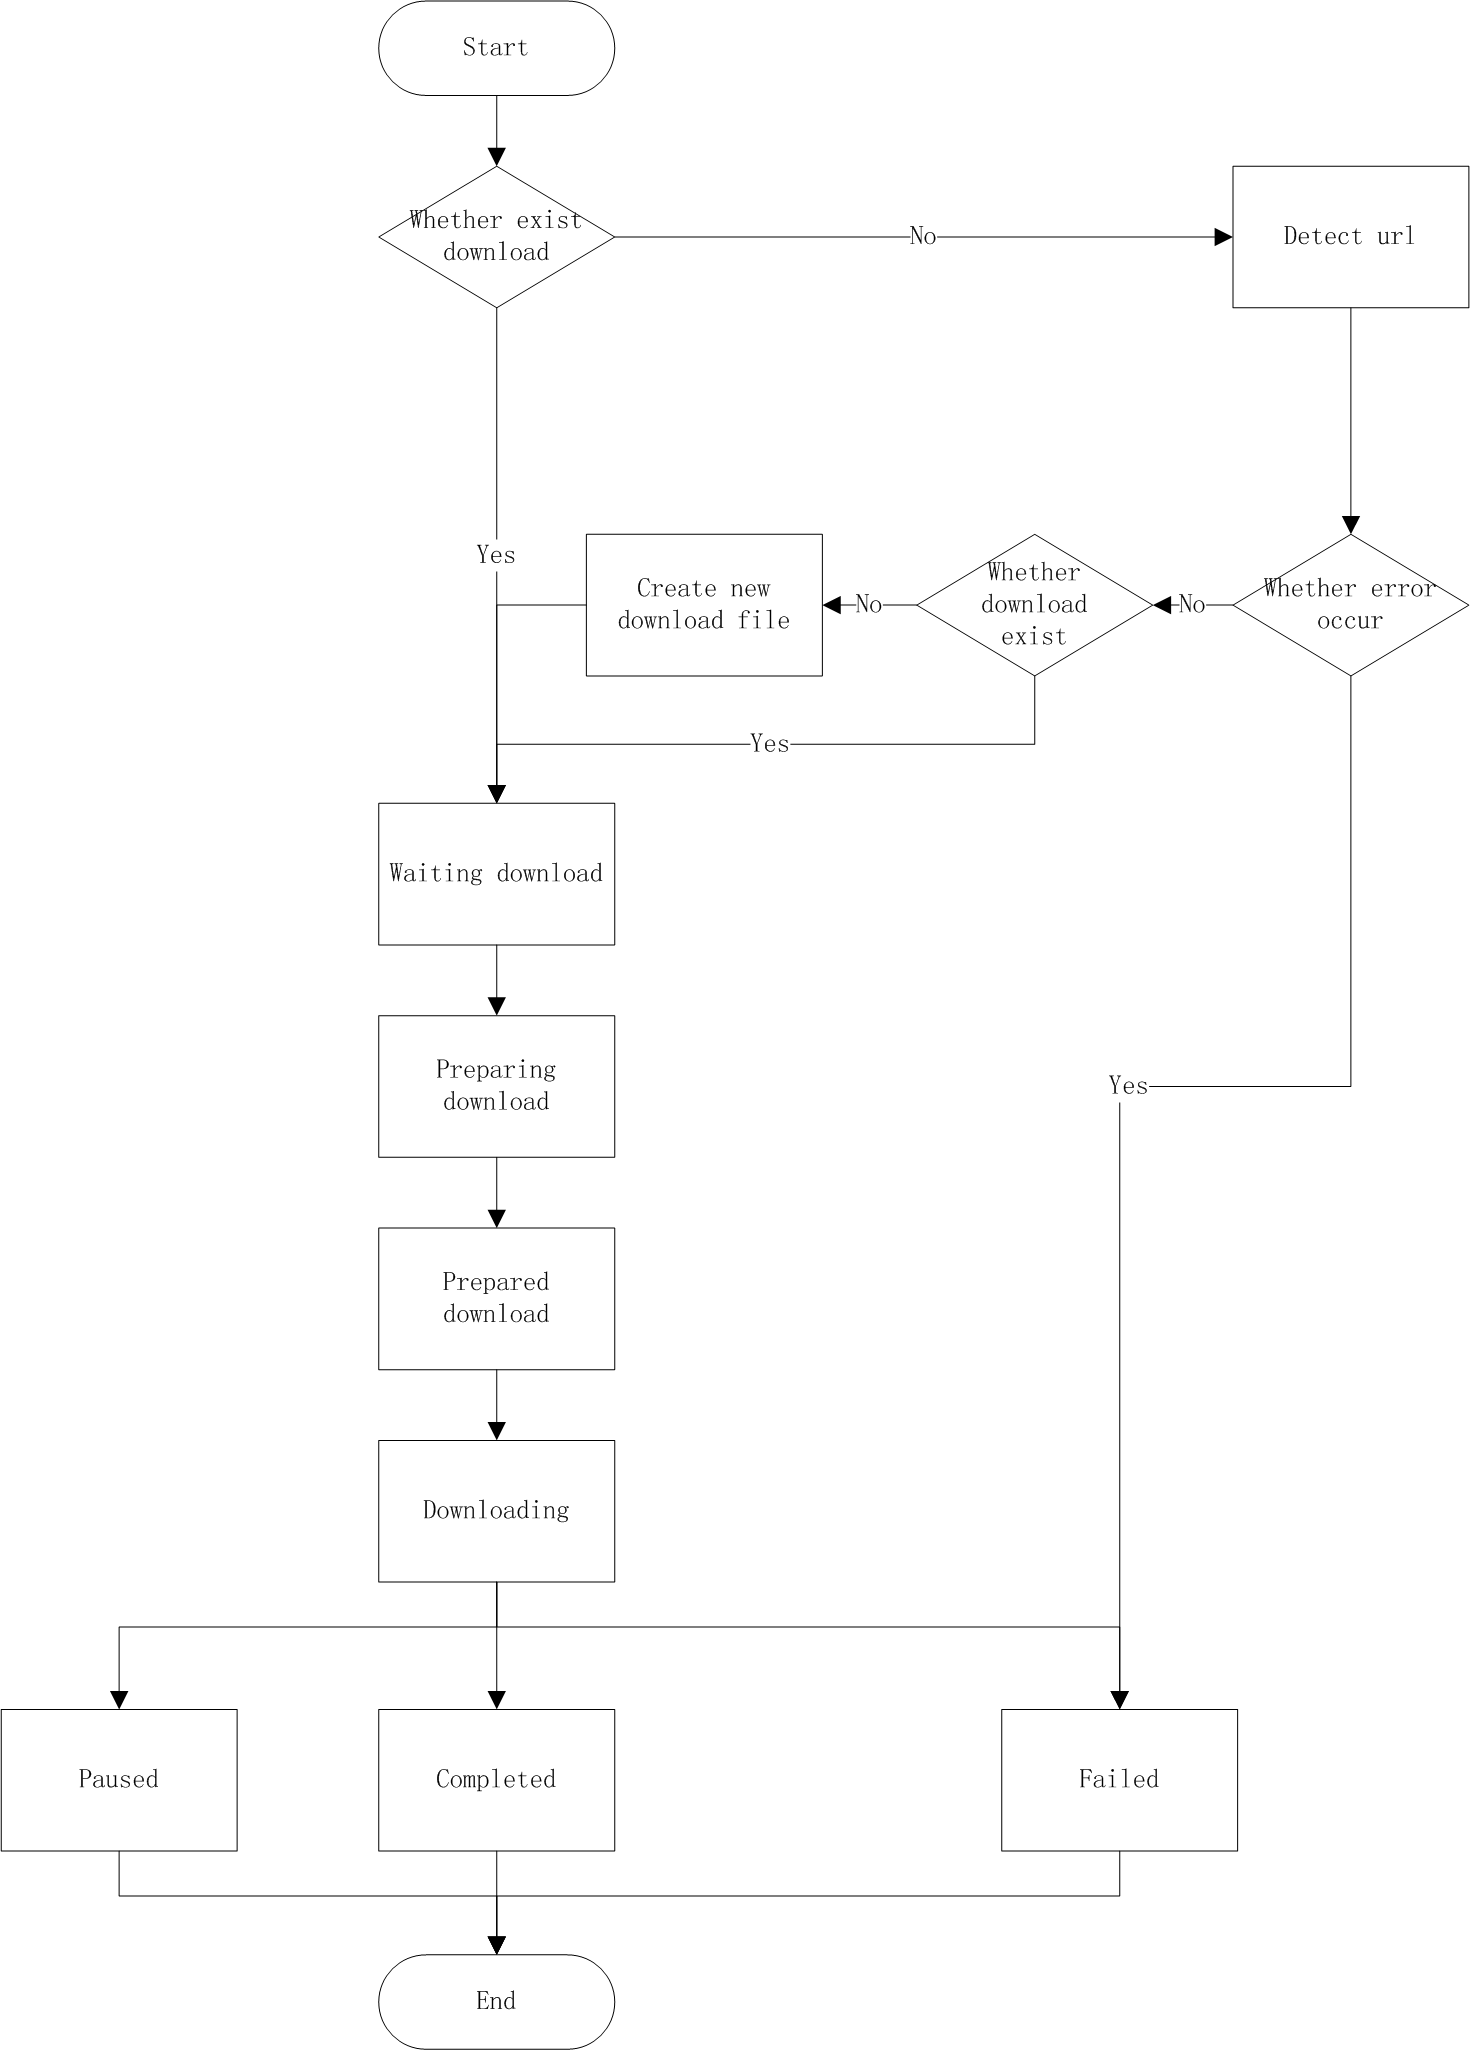 Start
Whether exist
download
No
Detect url
Yes
Create new
download file
No
Whether
download
exist
No
Whether error
occur
Yes
Waiting download
Preparing
download
Yes
Prepared
download
Downloading
Paused
Completed
Failed
End